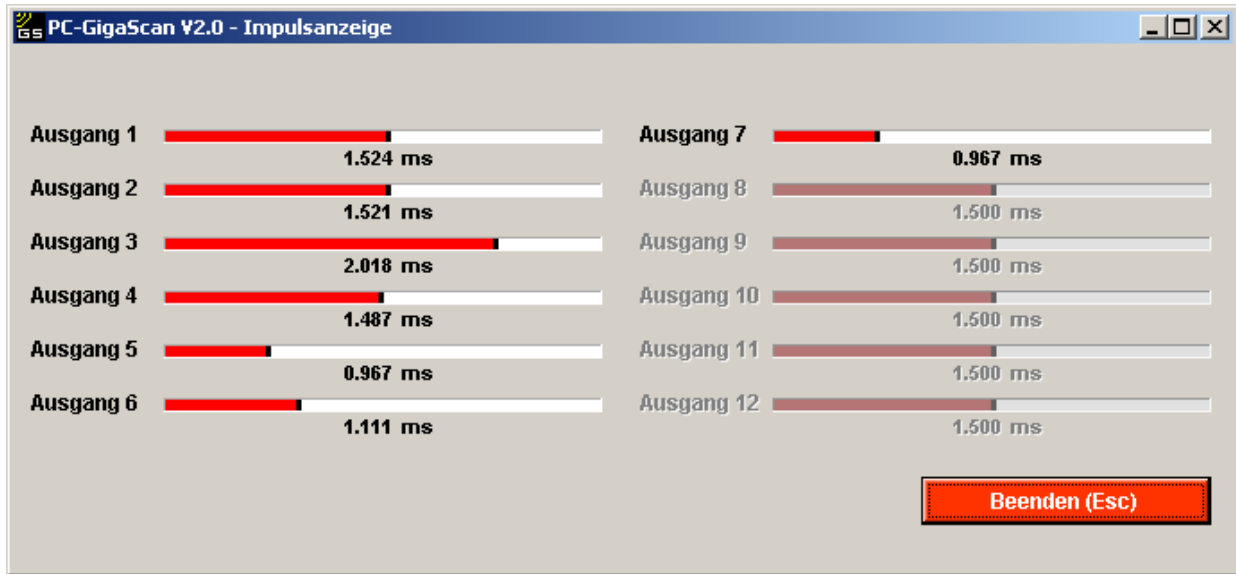 GS PC-GigaScan V2.0 - Impulsanzeige
Ausgang 1
1.524 ms
Ausgang 2
1.521 ms
Ausgang 3
2.018 ms
Ausgang 4
1.487 ms
Ausgang 5
0.967 ms
Ausgang 6
1.111 ms
Ausgang 7
0.967 ms
Ausgang 8
1.500 ms
Ausgang 9
1.500 ms
Ausgang 10
1.500 ms
Ausgang 11
1.500 ms
Ausgang 12
1.500 ms
Beenden (Esc)